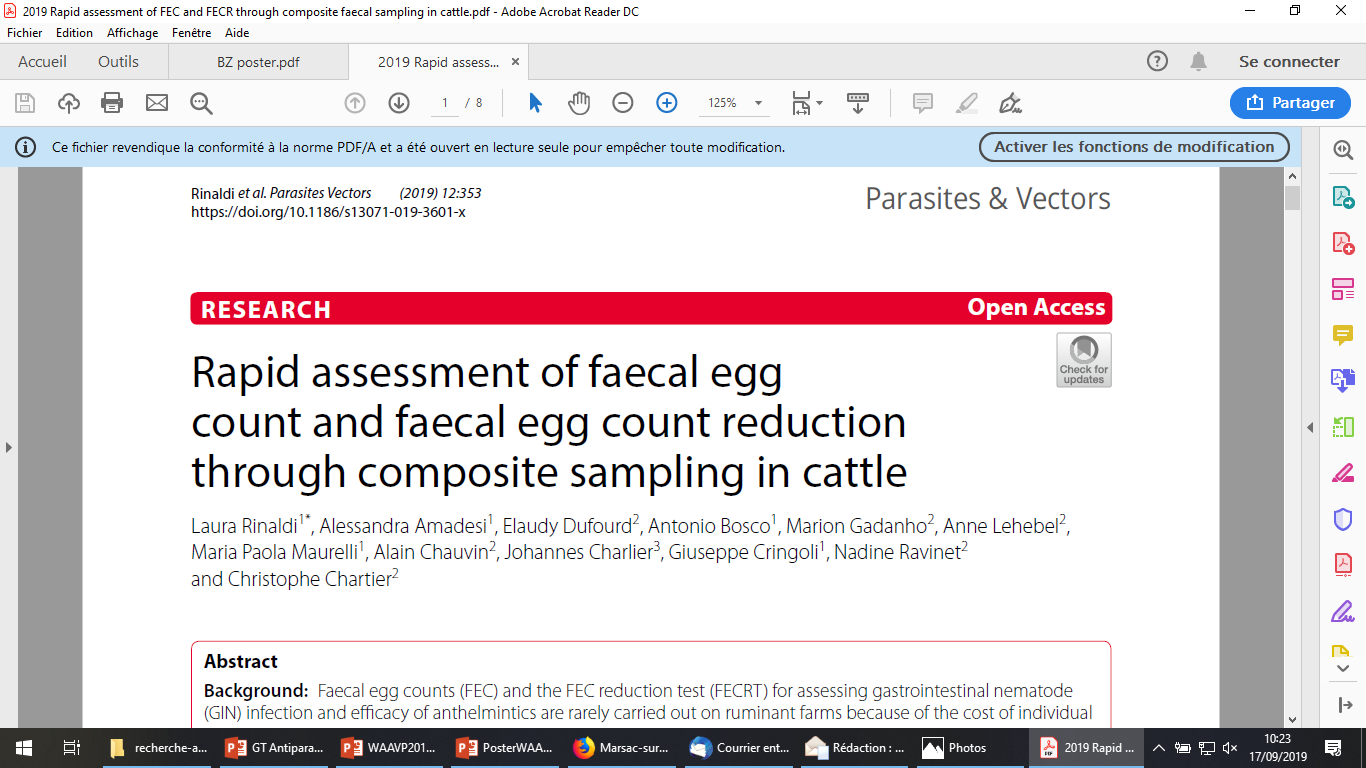 2019 Rapid assessment of FEC and FECR through composite faecal sampling in cattle.pdf - Adobe Acrobat Reader DC
Fichier Edition Affichage Fenêtre Aide
Accueil Outils BZ poster.pdf 2019 Rapid assess... × Se connecter
1 / 8 125% Partager
Ce fichier revendique la conformité à la norme PDF/A et a été ouvert en lecture seule pour empêcher toute modification. Activer les fonctions de modification
Rinaldi et al. Parasites Vectors (2019) 12:353
https://doi.org/10.1186/s13071-019-3601-x
Parasites & Vectors
RESEARCH Open Access
Check for
updates
Rapid assessment of faecal egg
count and faecal egg count reduction
through composite sampling in cattle
Laura Rinaldi1*, Alessandra Amadesi1, Elaudy Dufourd2, Antonio Bosco1, Marion Gadanho2, Anne Lehebel2,
Maria Paola Maurelli1, Alain Chauvin2, Johannes Charlier3, Giuseppe Cringoli1, Nadine Ravinet2
and Christophe Chartier2
Abstract
Background: Faecal egg counts (FEC) and the FEC reduction test (FECRT) for assessing gastrointestinal nematode
(GIN) infection and efficacy of anthelmintics are rarely carried out on ruminant farms because of the cost of individual
recherche-a... GT Antipara... WAAVP201... PosterWAA... Marsac-sur... Courrier ent... Rédaction : ... Photos 2019 Rapid ... 10:23
17/09/2019